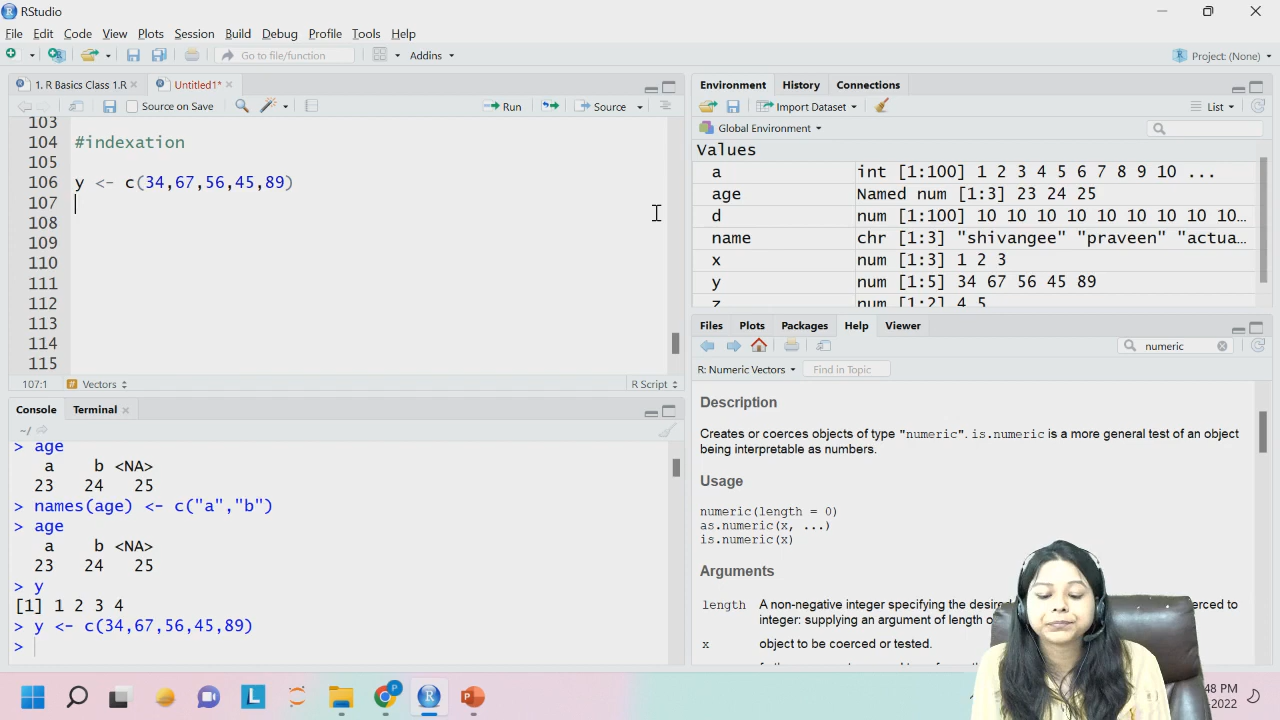 RStudio
File Edit Code View Plots Session Build Debug Profile Tools Help
Go to file/function Addins Project: (None)
1. R Basics Class 1.R Untitled1*
Source on Save Run Source
103
104 #indexation
105
106 y <- c(34,67,56,45,89)
107
108
109
110
111
112
113
114
115
107:1 # Vectors R Script
Console Terminal
~/
> age
a b <NA>
23 24 25
> names(age) <- c("a","b")
> age
a b <NA>
23 24 25
> y
[1] 1 2 3 4
> y <- c(34,67,56,45,89)
>
Environment History Connections
Import Dataset List
Global Environment
Values
a int [1:100] 1 2 3 4 5 6 7 8 9 10 ...
age Named num [1:3] 23 24 25
d num [1:100] 10 10 10 10 10 10 10 10 10…
name chr [1:3] "shivangee" "praveen" "actua…
x num [1:3] 1 2 3
y num [1:5] 34 67 56 45 89
z num [1:2] 4 5
Files Plots Packages Help Viewer
numeric
R: Numeric Vectors Find in Topic
Description
Creates or coerces objects of type "numeric". is.numeric is a more general test of an object
being interpretable as numbers.
Usage
numeric(length = 0)
as.numeric(x, ...)
is.numeric(x)
Arguments
length A non-negative integer specifying the desired
integer: supplying an argument of length
x object to be coerced or tested.
:48 PM
2022